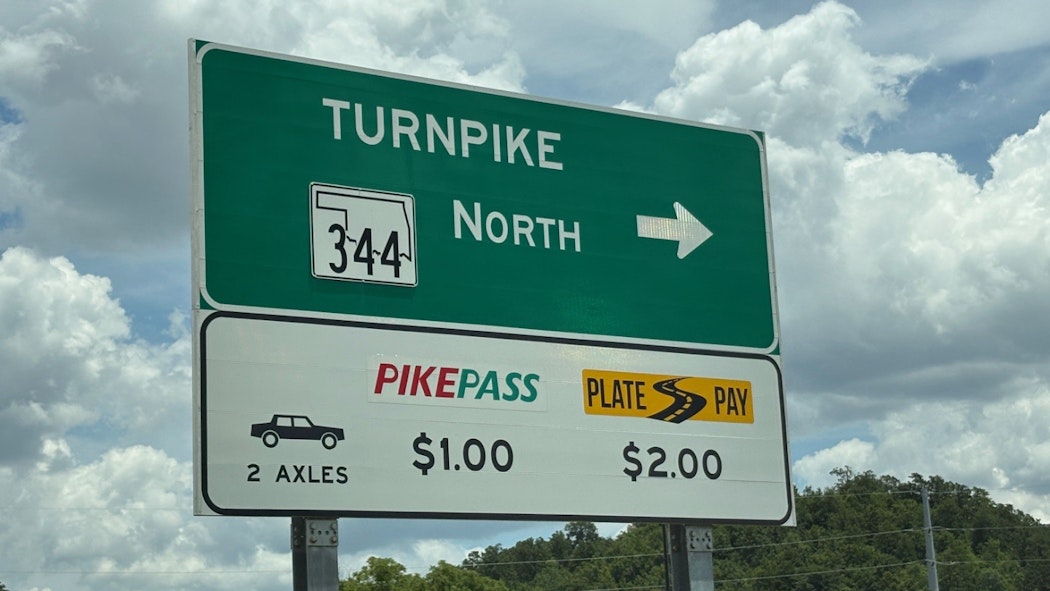 TURNPIKE
344 NORTH
PIKEPASS PLATE PAY
2 AXLES $1.00 $2.00